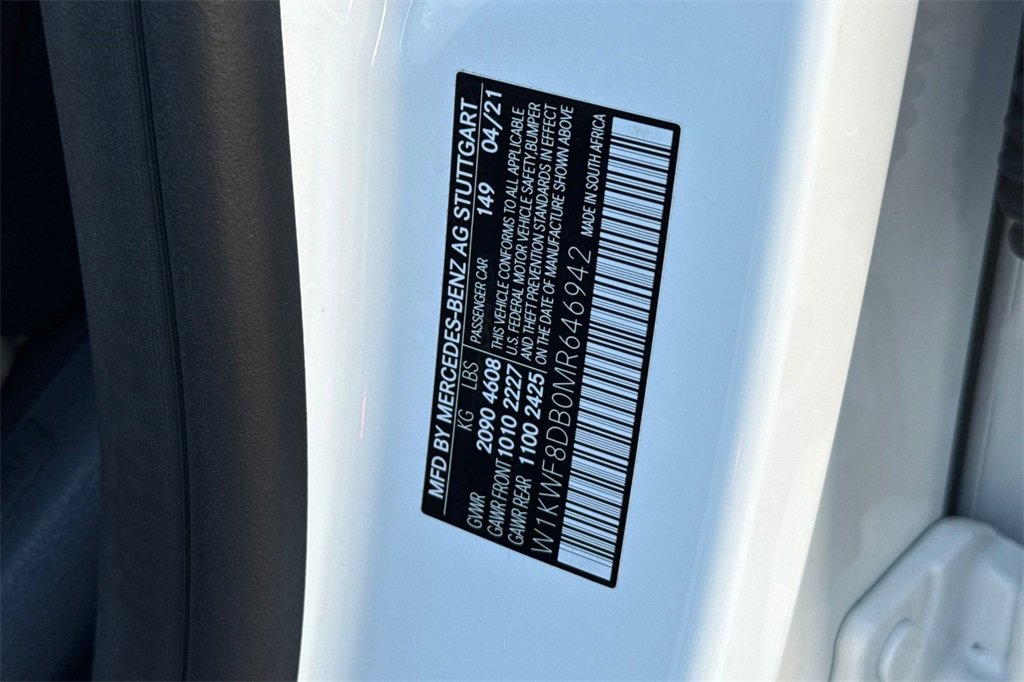 MFD BY MERCEDES-BENZ AG STUTTGART
KG LBS PASSENGER CAR 149 04/21
GVWR 2090 4608 THIS VEHICLE CONFORMS TO ALL APPLICABLE
GAWR FRONT 1010 2227 U.S. FEDERAL MOTOR VEHICLE SAFETY, BUMPER
GAWR REAR 1100 2425 AND THEFT PREVENTION STANDARDS IN EFFECT
ON THE DATE OF MANUFACTURE SHOWN ABOVE
W1KWF8DB0MR646942 MADE IN SOUTH AFRICA